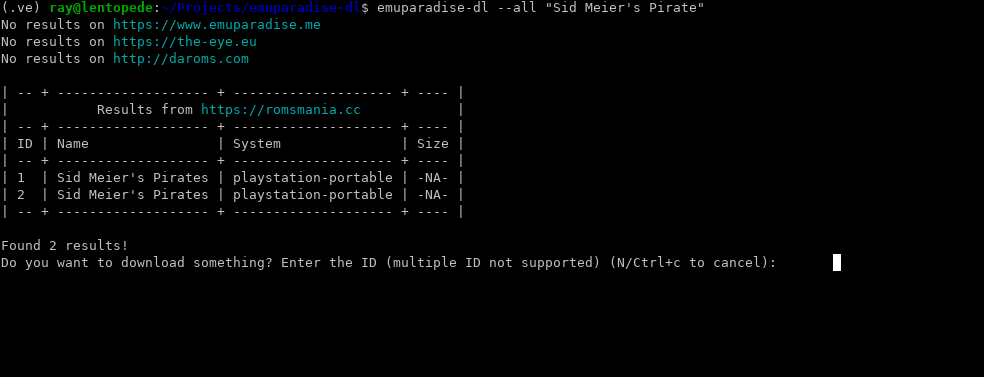 (.ve) ray@lentopede:~/Projects/emuparadise-dl$ emuparadise-dl --all "Sid Meier's Pirate"
No results on https://www.emuparadise.me
No results on https://the-eye.eu
No results on http://daroms.com
| -- + ------------------- + -------------------- + ---- |
|           Results from https://romsmania.cc            |
| -- + ------------------- + -------------------- + ---- |
| ID | Name                | System               | Size |
| -- + ------------------- + -------------------- + ---- |
| 1  | Sid Meier's Pirates | playstation-portable | -NA- |
| 2  | Sid Meier's Pirates | playstation-portable | -NA- |
| -- + ------------------- + -------------------- + ---- |
Found 2 results!
Do you want to download something? Enter the ID (multiple ID not supported) (N/Ctrl+c to cancel):